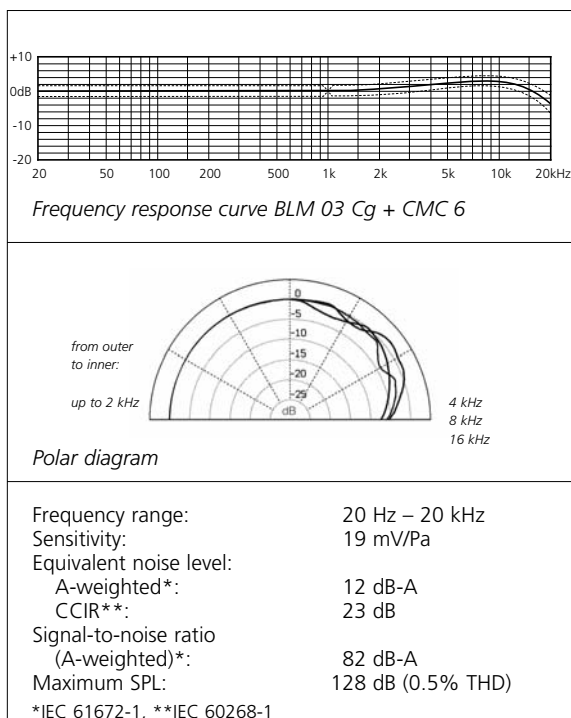 +10
0dB
-10
-20
20 50 100 200 500 1k 2k 5k 10k 20kHz
Frequency response curve BLM 03 Cg + CMC 6
0
-5
-10
-15
-20
-25
dB
from outer
to inner:
up to 2 kHz
4 kHz
8 kHz
16 kHz
Polar diagram
Frequency range: 20 Hz – 20 kHz
Sensitivity: 19 mV/Pa
Equivalent noise level:
A-weighted*: 12 dB-A
CCIR**: 23 dB
Signal-to-noise ratio
(A-weighted)*: 82 dB-A
Maximum SPL: 128 dB (0.5% THD)
*IEC 61672-1, **IEC 60268-1